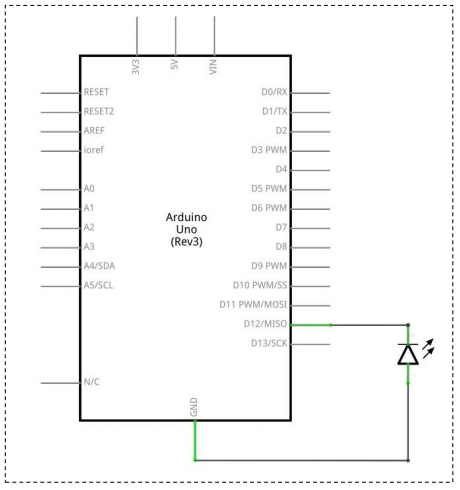 3V3
5V
VIN
RESET
RESET2
AREF
ioref
A0
A1
A2
A3
A4/SDA
A5/SCL
N/C
Arduino
Uno
(Rev3)
D0/RX
D1/TX
D2
D3 PWM
D4
D5 PWM
D6 PWM
D7
D8
D9 PWM
D10 PWM/SS
D11 PWM/MOSI
D12/MISO
D13/SCK
GND